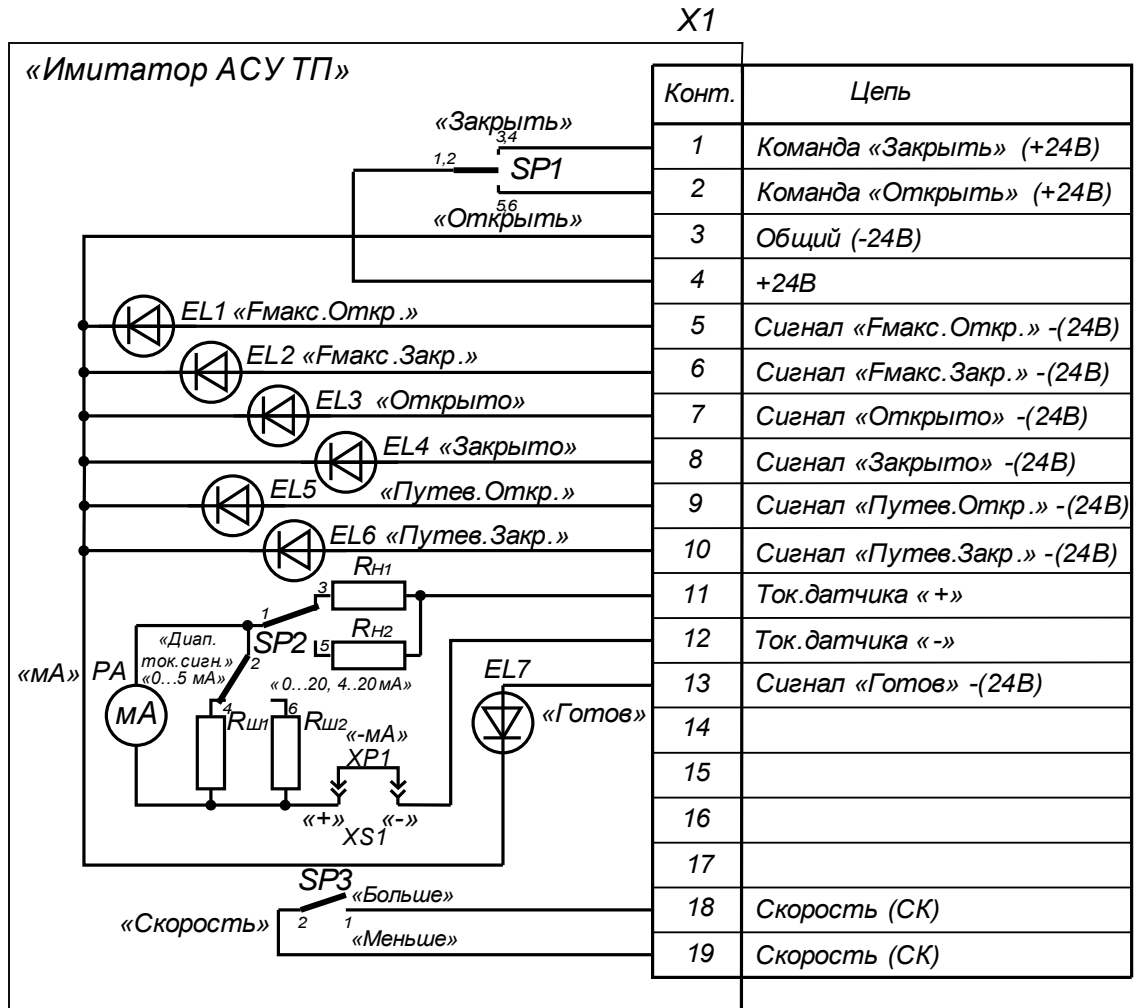 X1
«Имитатор АСУ ТП»
Конт. Цепь
«Закрыть»
3,4
1,2
SP1
5,6
«Открыть»
1 Команда «Закрыть» (+24В)
2 Команда «Открыть» (+24В)
3 Общий (-24В)
4 +24В
EL1 «Fмакс.Откр.»
5 Сигнал «Fмакс.Откр.» -(24В)
EL2 «Fмакс.Закр.»
6 Сигнал «Fмакс.Закр.» -(24В)
EL3 «Открыто»
7 Сигнал «Открыто» -(24В)
EL4 «Закрыто»
8 Сигнал «Закрыто» -(24В)
EL5 «Путев.Откр.»
9 Сигнал «Путев.Откр.» -(24В)
EL6 «Путев.Закр.»
10 Сигнал «Путев.Закр.» -(24В)
Rн1
3
1
11 Ток.датчика «+»
SP2
5
Rн2
12 Ток.датчика «-»
«Диап.
ток.сигн.»
«0...5 мА»
2
«0...20, 4..20мА»
«мА» PA
мА
4
Rш1
6
Rш2
«-мА»
XP1
«+» «-»
XS1
EL7
«Готов»
13 Сигнал «Готов» -(24В)
14
15
16
17
SP3
«Больше»
«Скорость»
2 1
«Меньше»
18 Скорость (СК)
19 Скорость (СК)